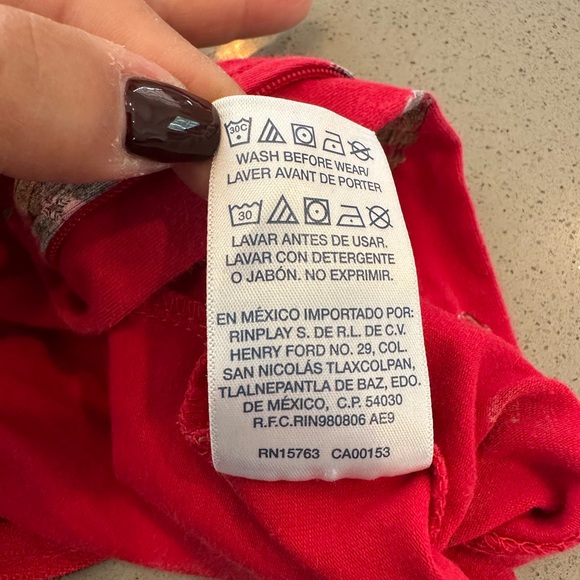 30C
WASH BEFORE WEAR/
LAVER AVANT DE PORTER
30
LAVAR ANTES DE USAR.
LAVAR CON DETERGENTE
O JABÓN. NO EXPRIMIR.
EN MÉXICO IMPORTADO POR:
RINPLAY S. DE R.L. DE C.V.
HENRY FORD NO. 29, COL.
SAN NICOLÁS TLAXCOLPAN,
TLALNEPANTLA DE BAZ, EDO.
DE MÉXICO, C.P. 54030
R.F.C.RIN980806 AE9
RN15763 CA00153